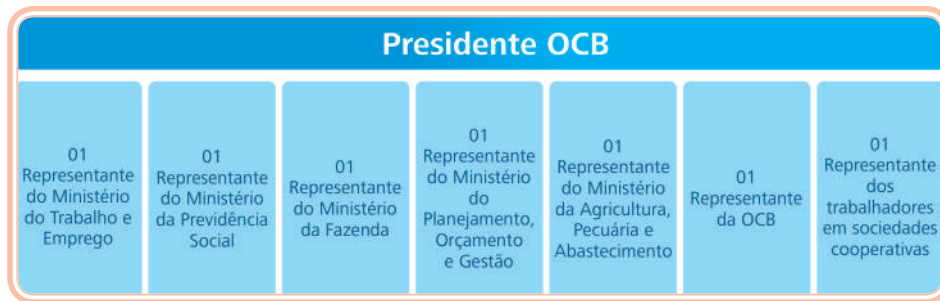 Presidente OCB
01
Representante
do Ministério
do Trabalho e
Emprego
01
Representante
do Ministério
da Previdência
Social
01
Representante
do Ministério
da Fazenda
01
Representante
do Ministério
do
Planejamento,
Orçamento
e Gestão
01
Representante
do Ministério
da Agricultura,
Pecuária e
Abastecimento
01
Representante
da OCB
01
Representante
dos
trabalhadores
em sociedades
cooperativas